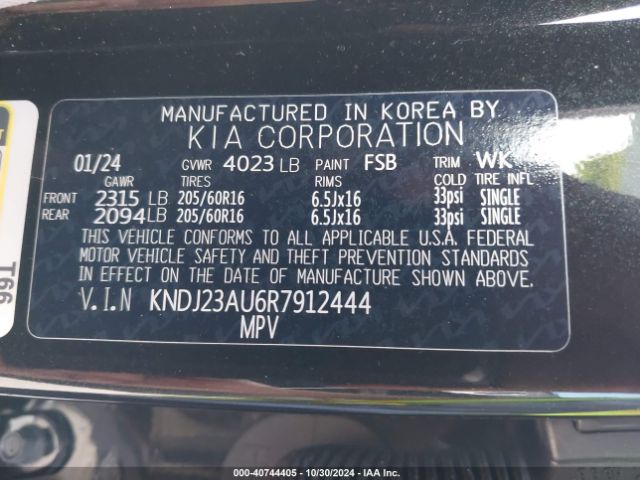 MANUFACTURED IN KOREA BY
KIA CORPORATION
01/24 GVWR 4023 LB PAINT FSB TRIM WK
GAWR TIRES RIMS COLD TIRE INFL
FRONT 2315 LB 205/60R16 6.5Jx16 33psi SINGLE
REAR 2094 LB 205/60R16 6.5Jx16 33psi SINGLE
THIS VEHICLE CONFORMS TO ALL APPLICABLE U.S.A. FEDERAL
MOTOR VEHICLE SAFETY AND THEFT PREVENTION STANDARDS
IN EFFECT ON THE DATE OF MANUFACTURE SHOWN ABOVE.
V.I.N KNDJ23AU6R7912444
MPV
000-40744405 • 10/30/2024 • IAA Inc.